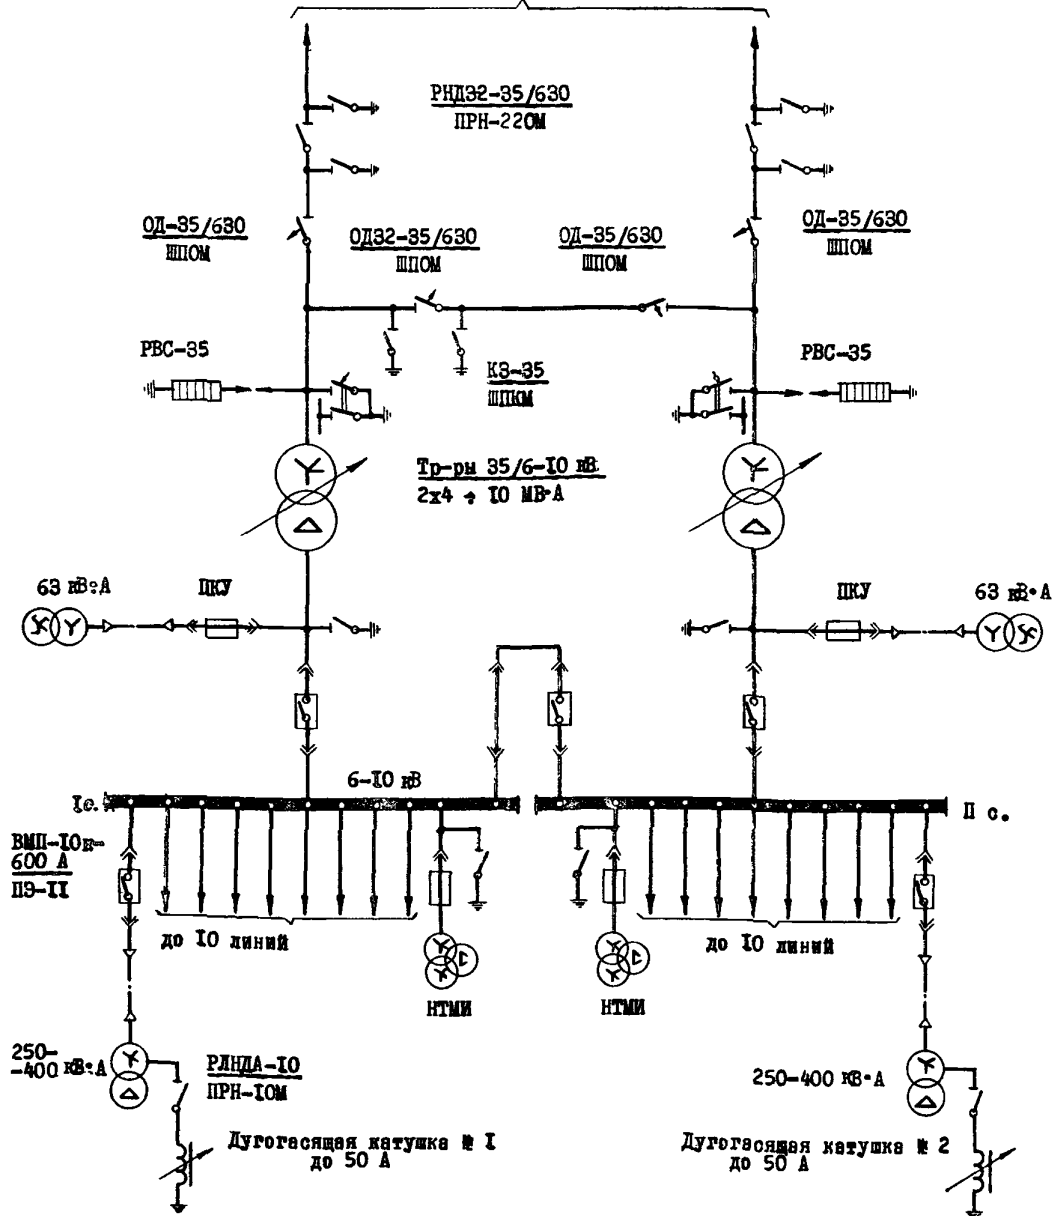 РНДЗ2-35/630
ПРН-220М
ОД-35/630
ШПОМ
ОДЗ2-35/630
ШПОМ
ОД-35/630
ШПОМ
ОД-35/630
ШПОМ
РВС-35
КЗ-35
ШПКМ
РВС-35
Тр-ры 35/6-10 кВ
2х4 ÷ 10 МВ·А
63 кВ·А
ПКУ
ПКУ
63 кВ·А
6-10 кВ
Iс.
II с.
ВМП-10к-
600 А
ПЭ-II
до 10 линий
до 10 линий
НТМИ
НТМИ
250-
-400 кВ·А
РЛНДА-10
ПРН-10М
250-400 кВ·А
Дугогасящая катушка № I
до 50 А
Дугогасящая катушка № 2
до 50 А